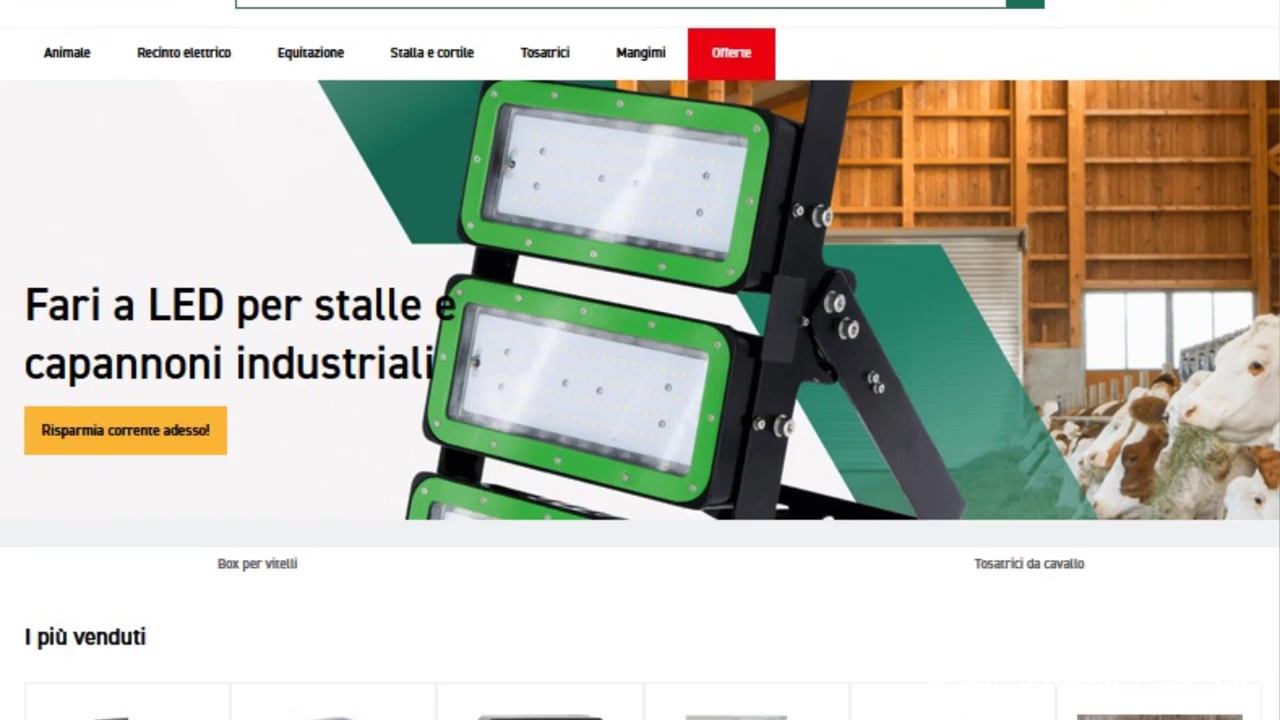 Animale
Recinto elettrico
Equitazione
Stalla e cortile
Tosatrici
Mangimi
Offerte
Fari a LED per stalle e
capannoni industriali
Risparmia corrente adesso!
Box per vitelli
Tosatrici da cavallo
I più venduti